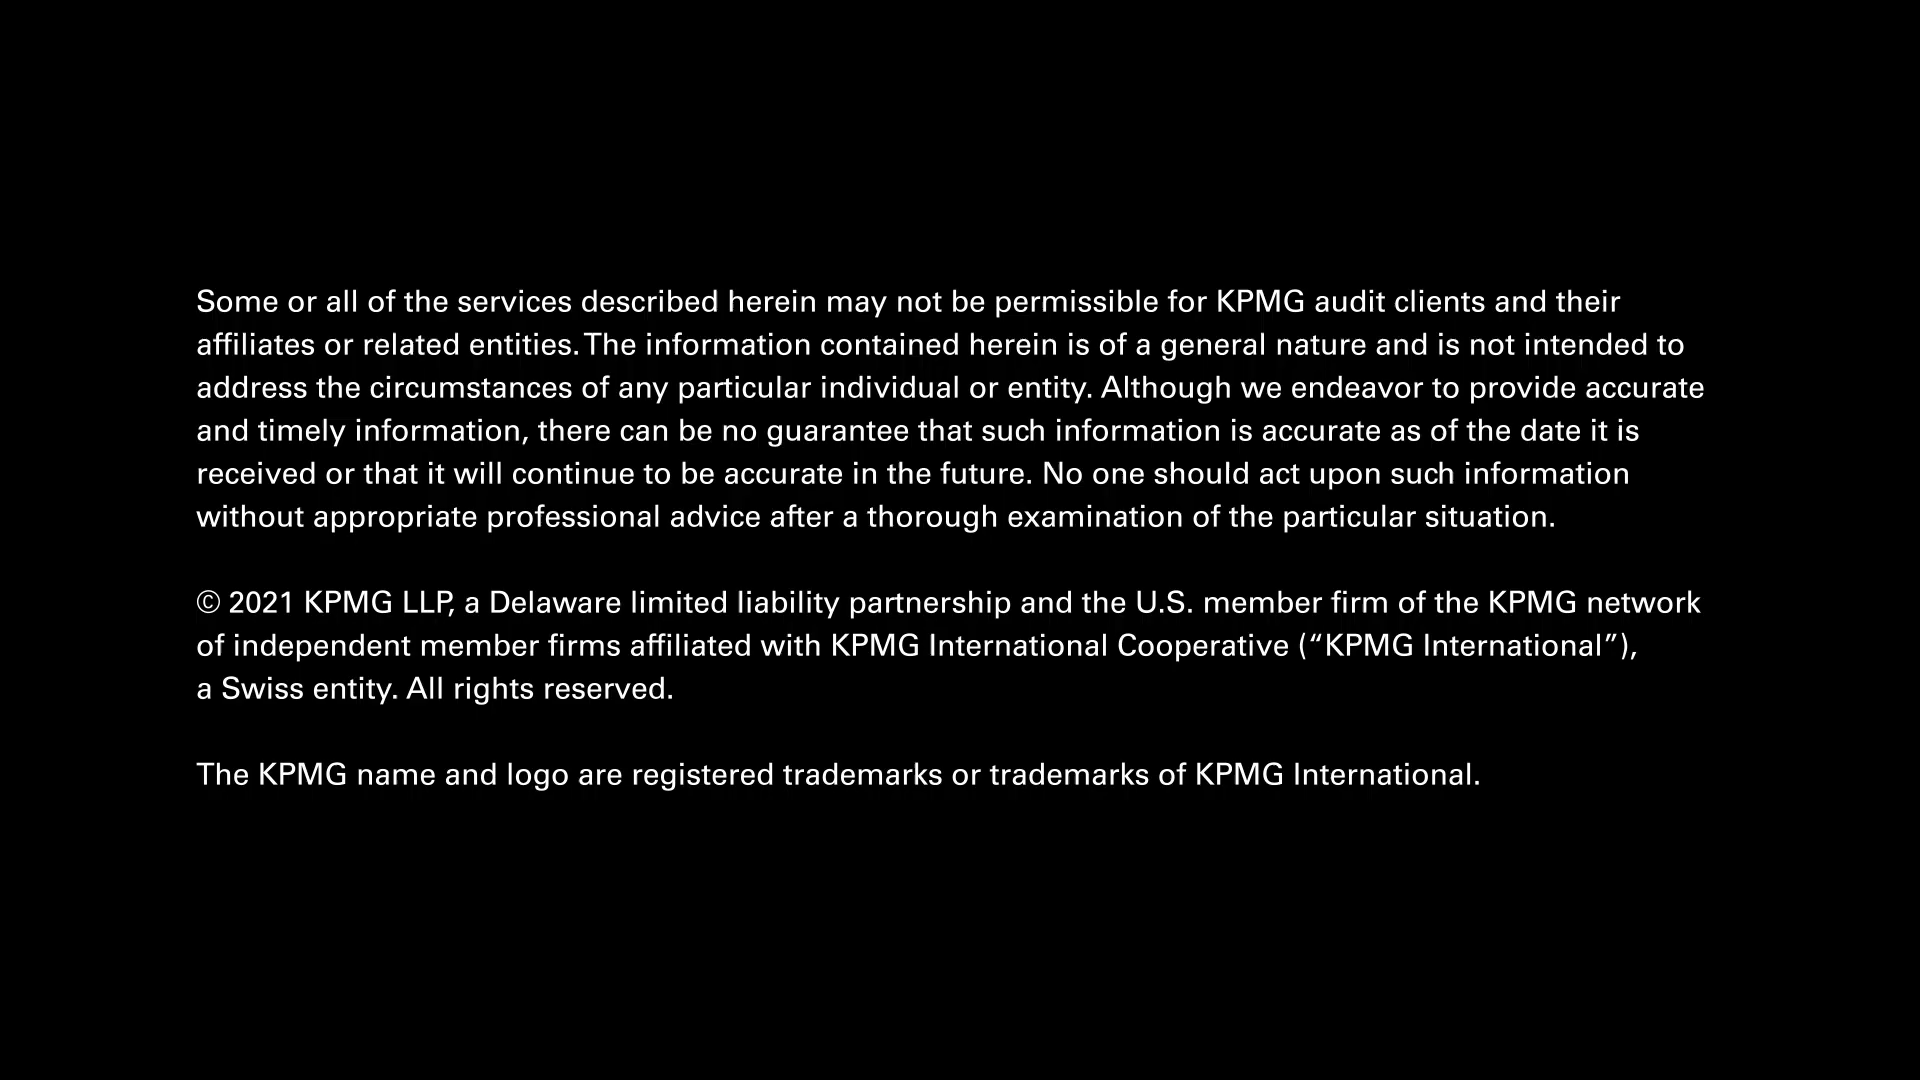 Some or all of the services described herein may not be permissible for KPMG audit clients and their
affiliates or related entities. The information contained herein is of a general nature and is not intended to
address the circumstances of any particular individual or entity. Although we endeavor to provide accurate
and timely information, there can be no guarantee that such information is accurate as of the date it is
received or that it will continue to be accurate in the future. No one should act upon such information
without appropriate professional advice after a thorough examination of the particular situation.
© 2021 KPMG LLP, a Delaware limited liability partnership and the U.S. member firm of the KPMG network
of independent member firms affiliated with KPMG International Cooperative (“KPMG International”),
a Swiss entity. All rights reserved.
The KPMG name and logo are registered trademarks or trademarks of KPMG International.